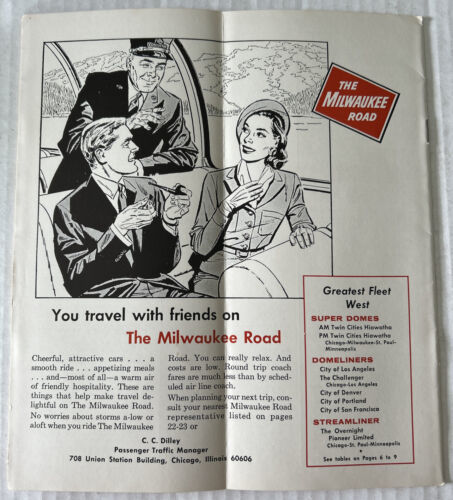 THE
MILWAUKEE
ROAD
You travel with friends on
The Milwaukee Road
Cheerful, attractive cars . . . a
smooth ride . . . appetizing meals
. . . and—most of all—a warm air
of friendly hospitality. These are
things that help make travel de-
lightful on The Milwaukee Road.
No worries about storms a-low or
aloft when you ride The Milwaukee
Road. You can really relax. And
costs are low. Round trip coach
fares are much less than by sched-
uled air line coach.
When planning your next trip, con-
sult your nearest Milwaukee Road
representative listed on pages
22-23 or
C. C. Dilley
Passenger Traffic Manager
708 Union Station Building, Chicago, Illinois 60606
Greatest Fleet
West
SUPER DOMES
AM Twin Cities Hiawatha
PM Twin Cities Hiawatha
Chicago-Milwaukee-St. Paul-
Minneapolis
DOMELINERS
City of Los Angeles
The Challenger
Chicago-Los Angeles
City of Denver
City of Portland
City of San Francisco
STREAMLINER
The Overnight
Pioneer Limited
Chicago-St. Paul-Minneapolis
•
See tables on Pages 6 to 9